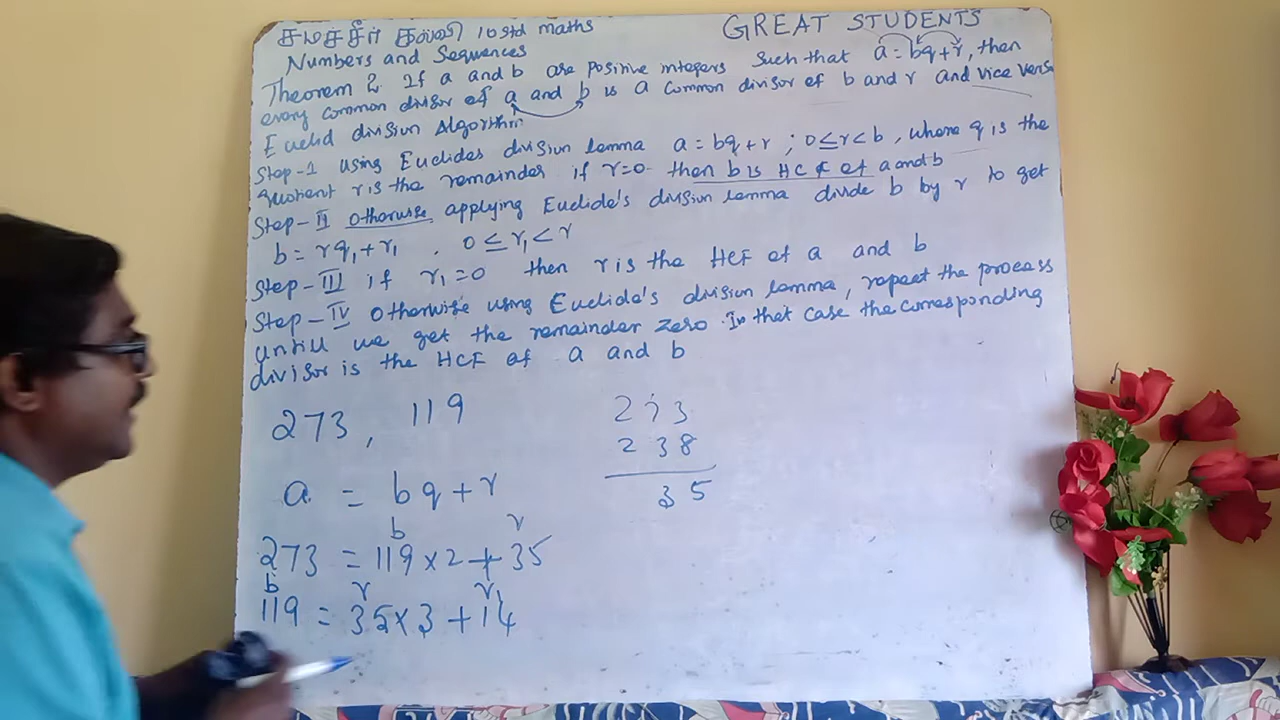 சமச்சீர் கல்வி 10 std maths
GREAT STUDENTS
Numbers and Sequences
Theorem 2 If a and b are positive integers such that a = bq + r, then
every common divisor of a and b is a common divisor of b and r and vice versa
Euclid division Algorithm
Step-I Using Euclides division lemma a = bq + r ; 0 ≤ r < b , where q is the
quotient r is the remainder if r = 0 then b is HCF of a and b
Step-II otherwise applying Euclide's division lemma divide b by r to get
b = rq₁ + r₁ , 0 ≤ r₁ < r
Step-III if r₁ = 0 then r is the HCF of a and b
Step-IV Otherwise using Euclide's division lemma, repeat the process
untill we get the remainder zero. In that case the corresponding
divisor is the HCF of a and b
273 , 119
a = bq + r
b r
273 = 119 × 2 + 35
b r r₁
119 = 35 × 3 + 14
273
238
35